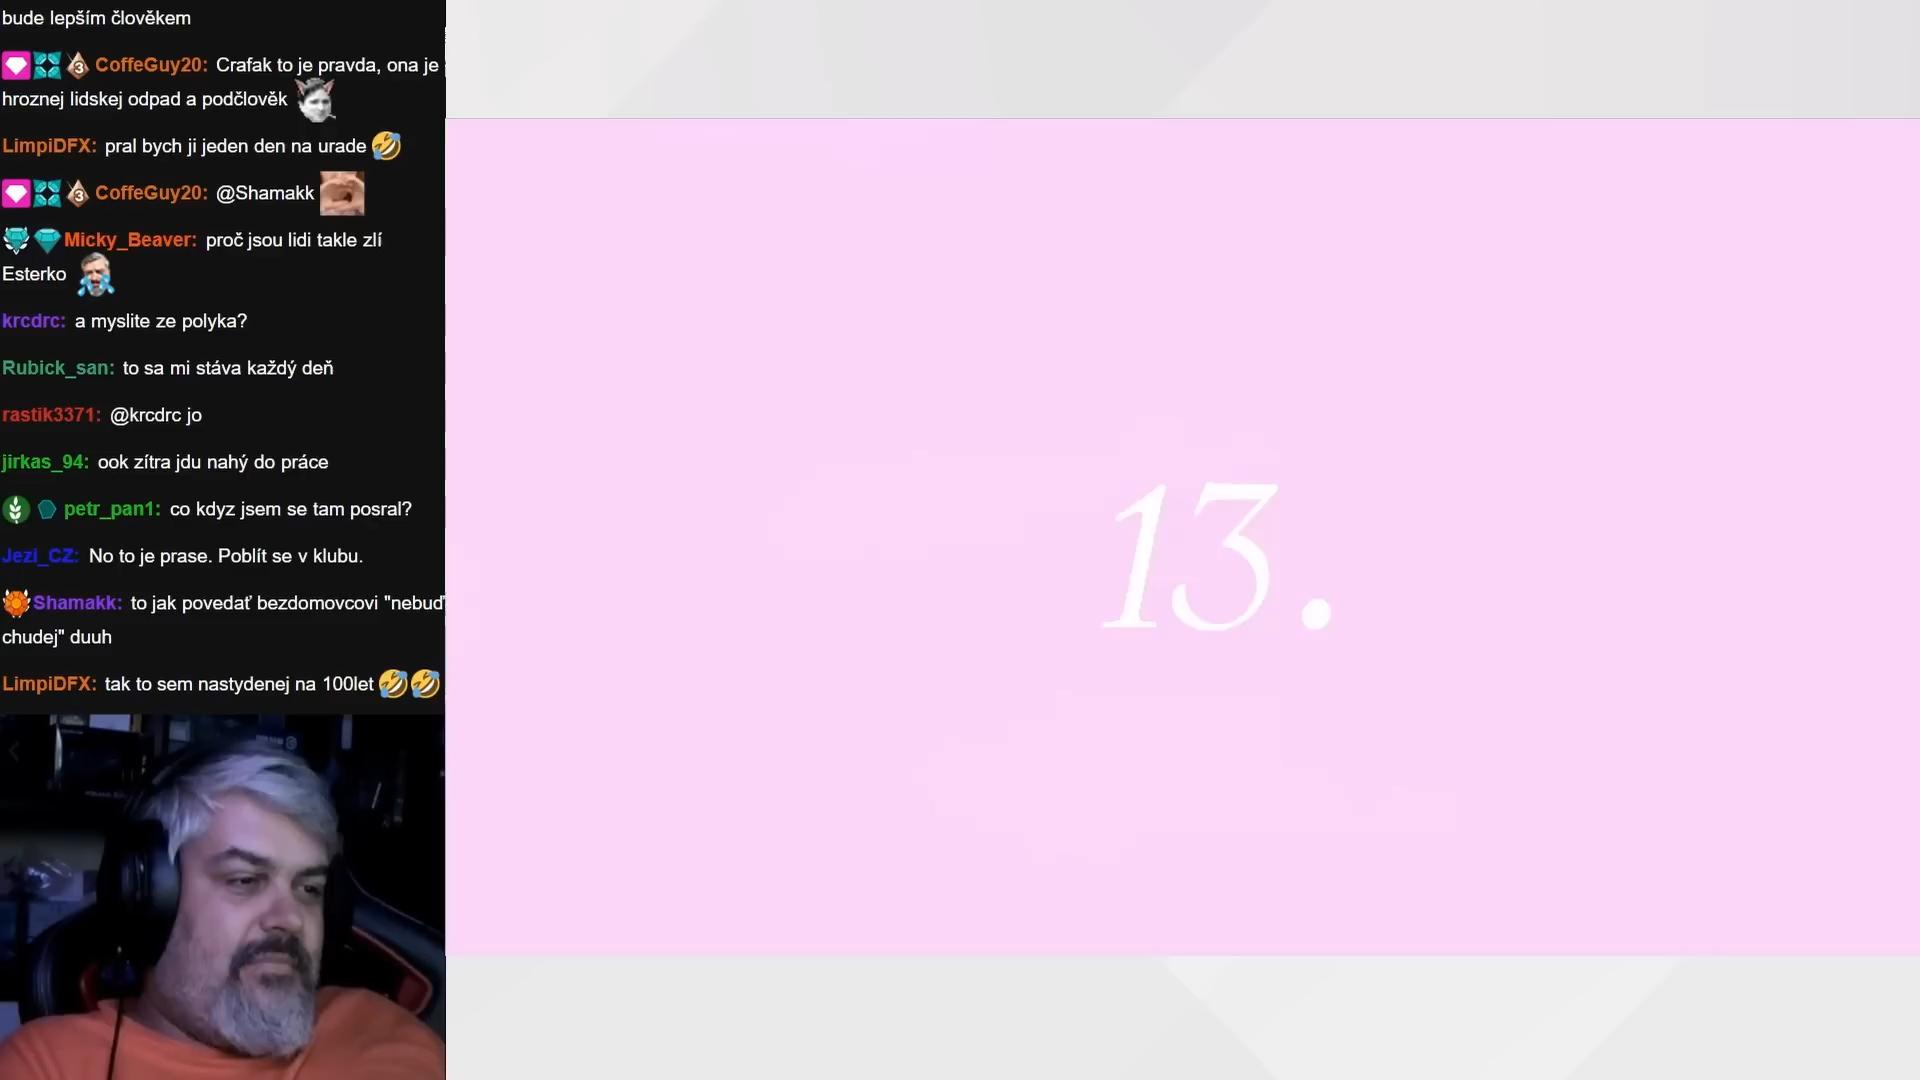 bude lepším člověkem
CoffeGuy20: Crafak to je pravda, ona je
hroznej lidskej odpad a podčlověk
LimpiDFX: pral bych ji jeden den na urade
CoffeGuy20: @Shamakk
Micky_Beaver: proč jsou lidi takle zlí
Esterko
krcdrc: a myslite ze polyka?
Rubick_san: to sa mi stáva každý deň
rastik3371: @krcdrc jo
jirkas_94: ook zítra jdu nahý do práce
petr_pan1: co kdyz jsem se tam posral?
Jezi_CZ: No to je prase. Poblít se v klubu.
Shamakk: to jak povedať bezdomovcovi "nebuď
chudej" duuh
LimpiDFX: tak to sem nastydenej na 100let
13.